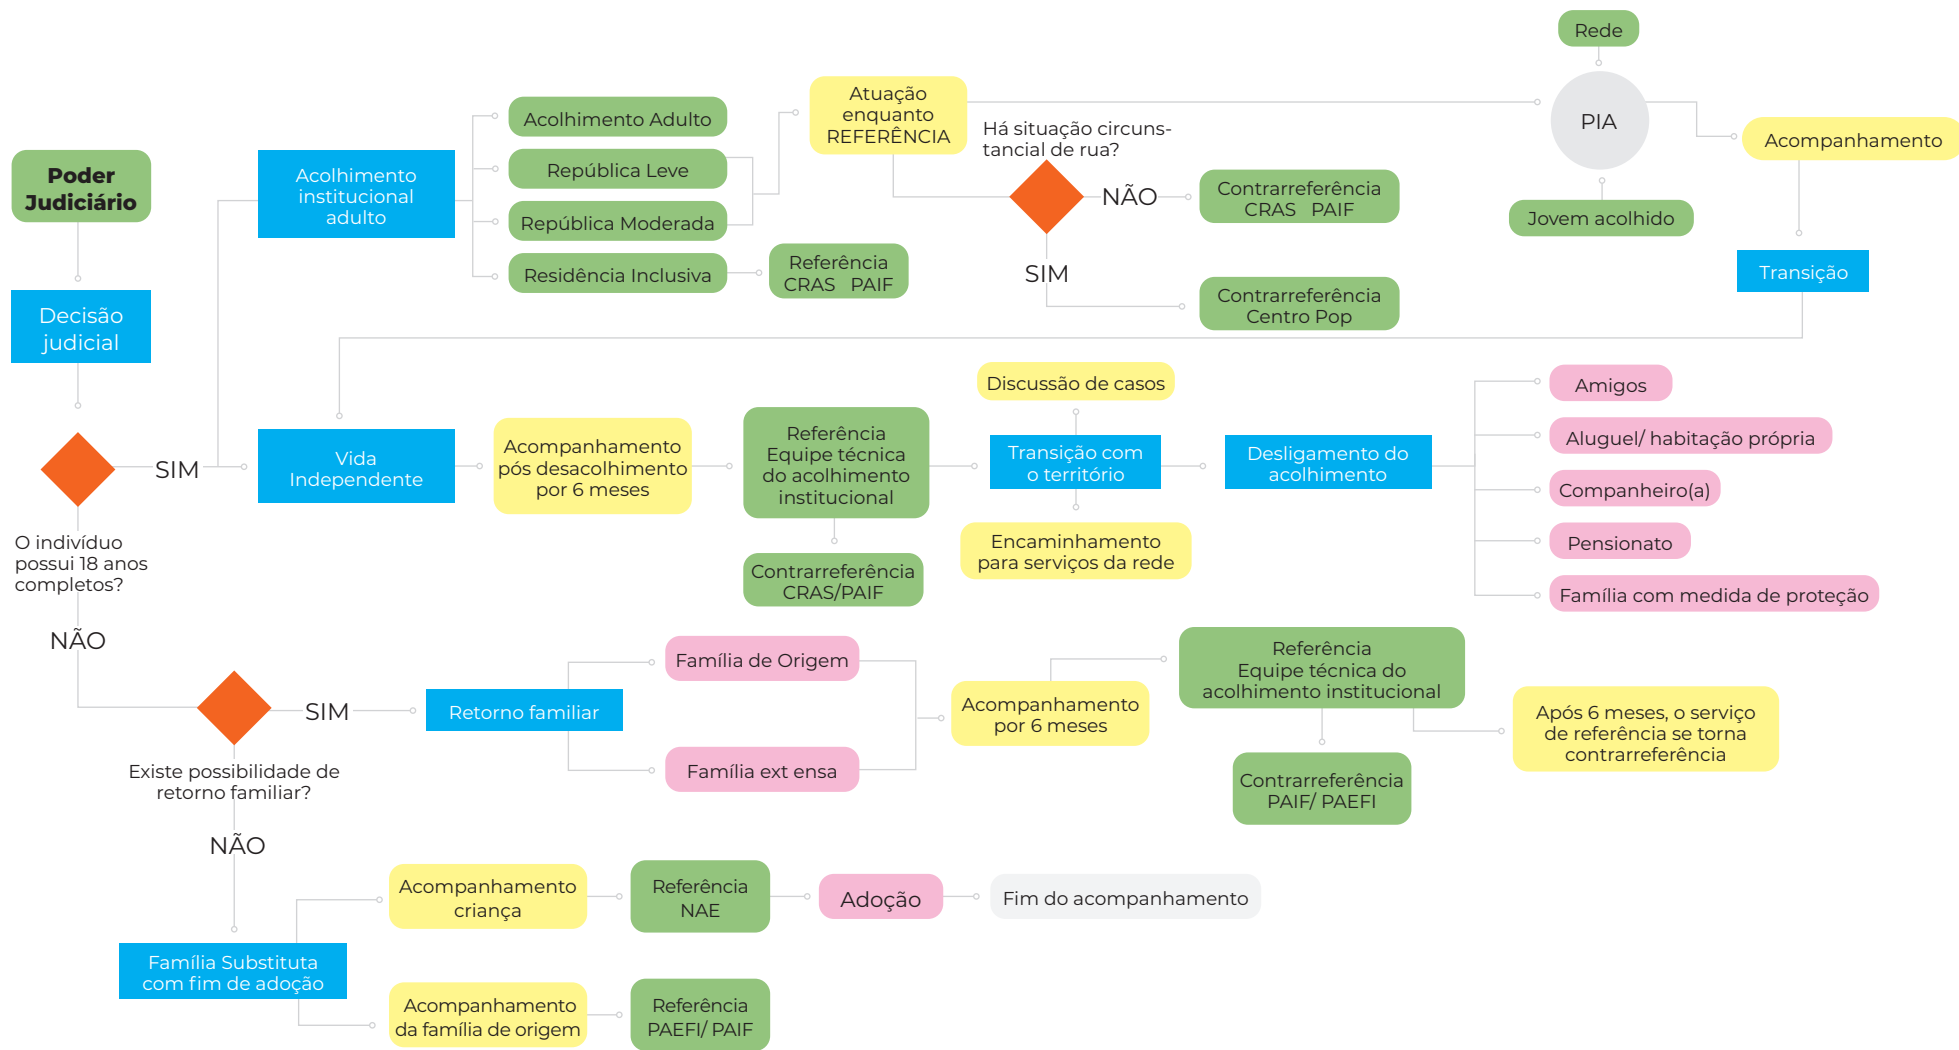 Poder
Judiciário
Decisão
judicial
SIM
O indivíduo
possui 18 anos
completos?
NÃO
Acolhimento
institucional
adulto
Acolhimento Adulto
República Leve
República Moderada
Residência Inclusiva
Referência
CRAS PAIF
Atuação
enquanto
REFERÊNCIA
Há situação circuns-
tancial de rua?
NÃO
Contrarreferência
CRAS PAIF
SIM
Contrarreferência
Centro Pop
Rede
PIA
Jovem acolhido
Acompanhamento
Transição
Vida
Independente
Acompanhamento
pós desacolhimento
por 6 meses
Referência
Equipe técnica
do acolhimento
institucional
Contrarreferência
CRAS/PAIF
Discussão de casos
Transição com
o território
Encaminhamento
para serviços da rede
Desligamento do
acolhimento
Amigos
Aluguel/ habitação própria
Companheiro(a)
Pensionato
Família com medida de proteção
Existe possibilidade de
retorno familiar?
SIM
Retorno familiar
Família de Origem
Família ext ensa
Acompanhamento
por 6 meses
Referência
Equipe técnica do
acolhimento institucional
Contrarreferência
PAIF/ PAEFI
Após 6 meses, o serviço
de referência se torna
contrarreferência
NÃO
Família Substituta
com fim de adoção
Acompanhamento
criança
Referência
NAE
Adoção
Fim do acompanhamento
Acompanhamento
da família de origem
Referência
PAEFI/ PAIF